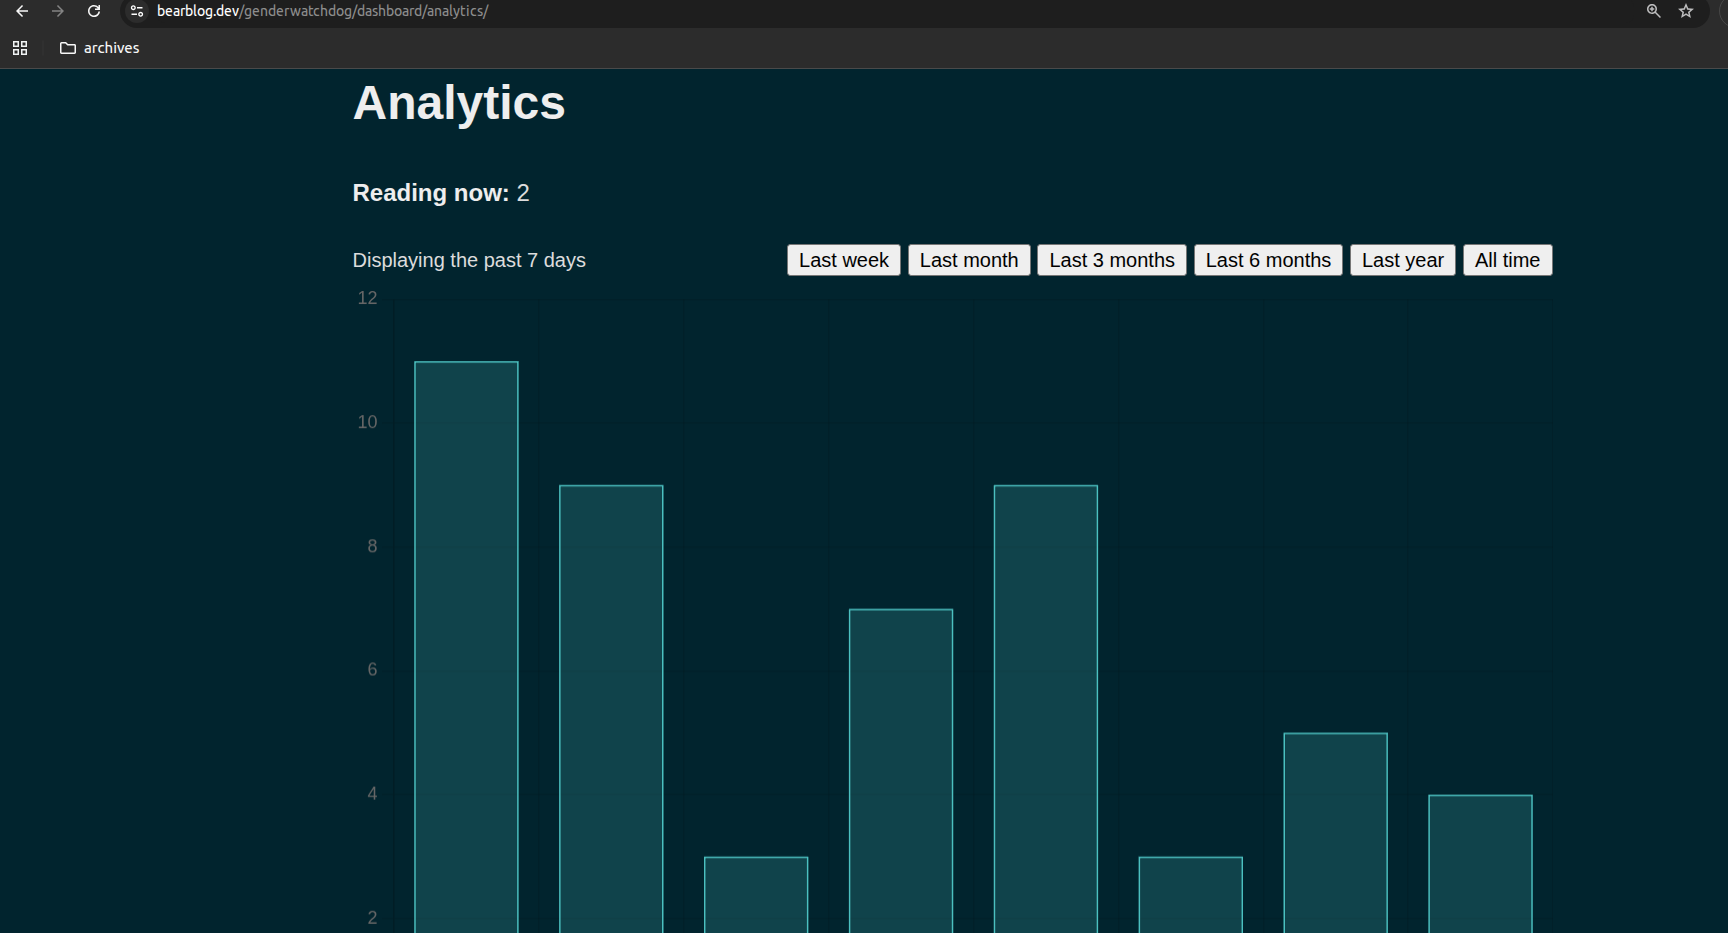 bearblog.dev/genderwatchdog/dashboard/analytics/
archives
Analytics
Reading now: 2
Displaying the past 7 days
Last week Last month Last 3 months Last 6 months Last year All time
12
10
8
6
4
2